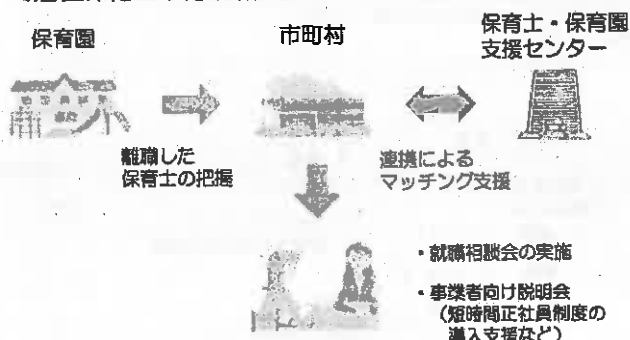 保育園
市町村
保育士・保育園
支援センター
離職した
保育士の把握
連携による
マッチング支援
・就職相談会の実施
・事業者向け説明会
（短時間正社員制度の
導入支援など）